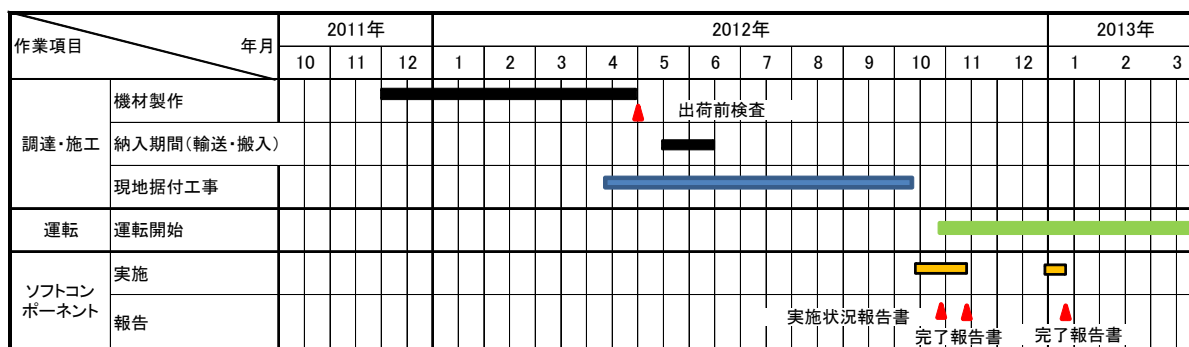 作業項目 年月
2011年 2012年 2013年
10 11 12 1 2 3 4 5 6 7 8 9 10 11 12 1 2 3
調達・施工
機材製作
出荷前検査
納入期間(輸送・搬入)
現地据付工事
運転
運転開始
ソフトコン
ポーネント
実施
報告
実施状況報告書
完了報告書
完了報告書